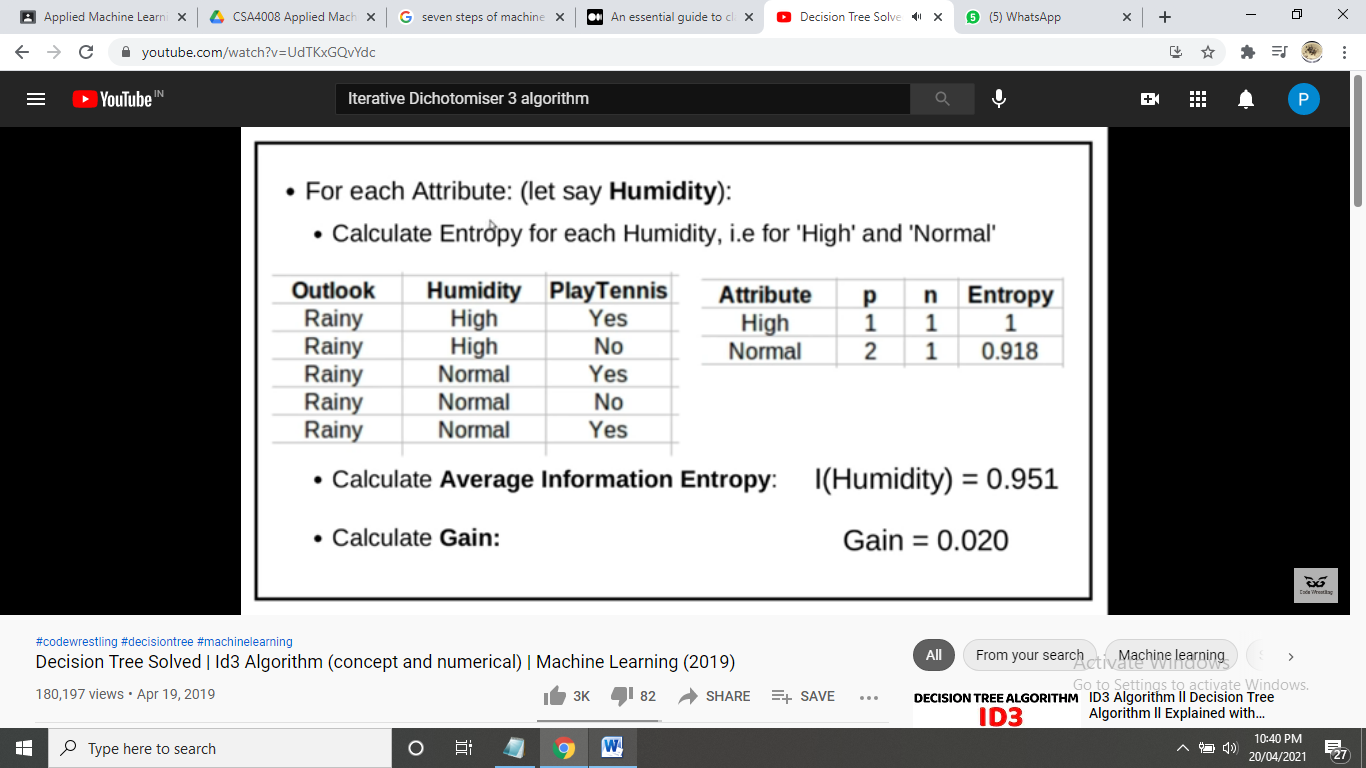 Applied Machine Learni
CSA4008 Applied Mach
seven steps of machine
An essential guide to cl
Decision Tree Solve
(5) WhatsApp
youtube.com/watch?v=UdTKxGQvYdc
YouTube IN
Iterative Dichotomiser 3 algorithm
P
• For each Attribute: (let say Humidity):
• Calculate Entropy for each Humidity, i.e for 'High' and 'Normal'
Outlook Humidity PlayTennis
Rainy High Yes
Rainy High No
Rainy Normal Yes
Rainy Normal No
Rainy Normal Yes
Attribute p n Entropy
High 1 1 1
Normal 2 1 0.918
• Calculate Average Information Entropy: I(Humidity) = 0.951
• Calculate Gain: Gain = 0.020
Code Wrestling
#codewrestling #decisiontree #machinelearning
Decision Tree Solved | Id3 Algorithm (concept and numerical) | Machine Learning (2019)
180,197 views • Apr 19, 2019
3K 82 SHARE SAVE
All From your search Machine learning
Activate Windows
Go to Settings to activate Windows.
DECISION TREE ALGORITHM
ID3
ID3 Algorithm ll Decision Tree
Algorithm ll Explained with...
Type here to search
10:40 PM
20/04/2021
27